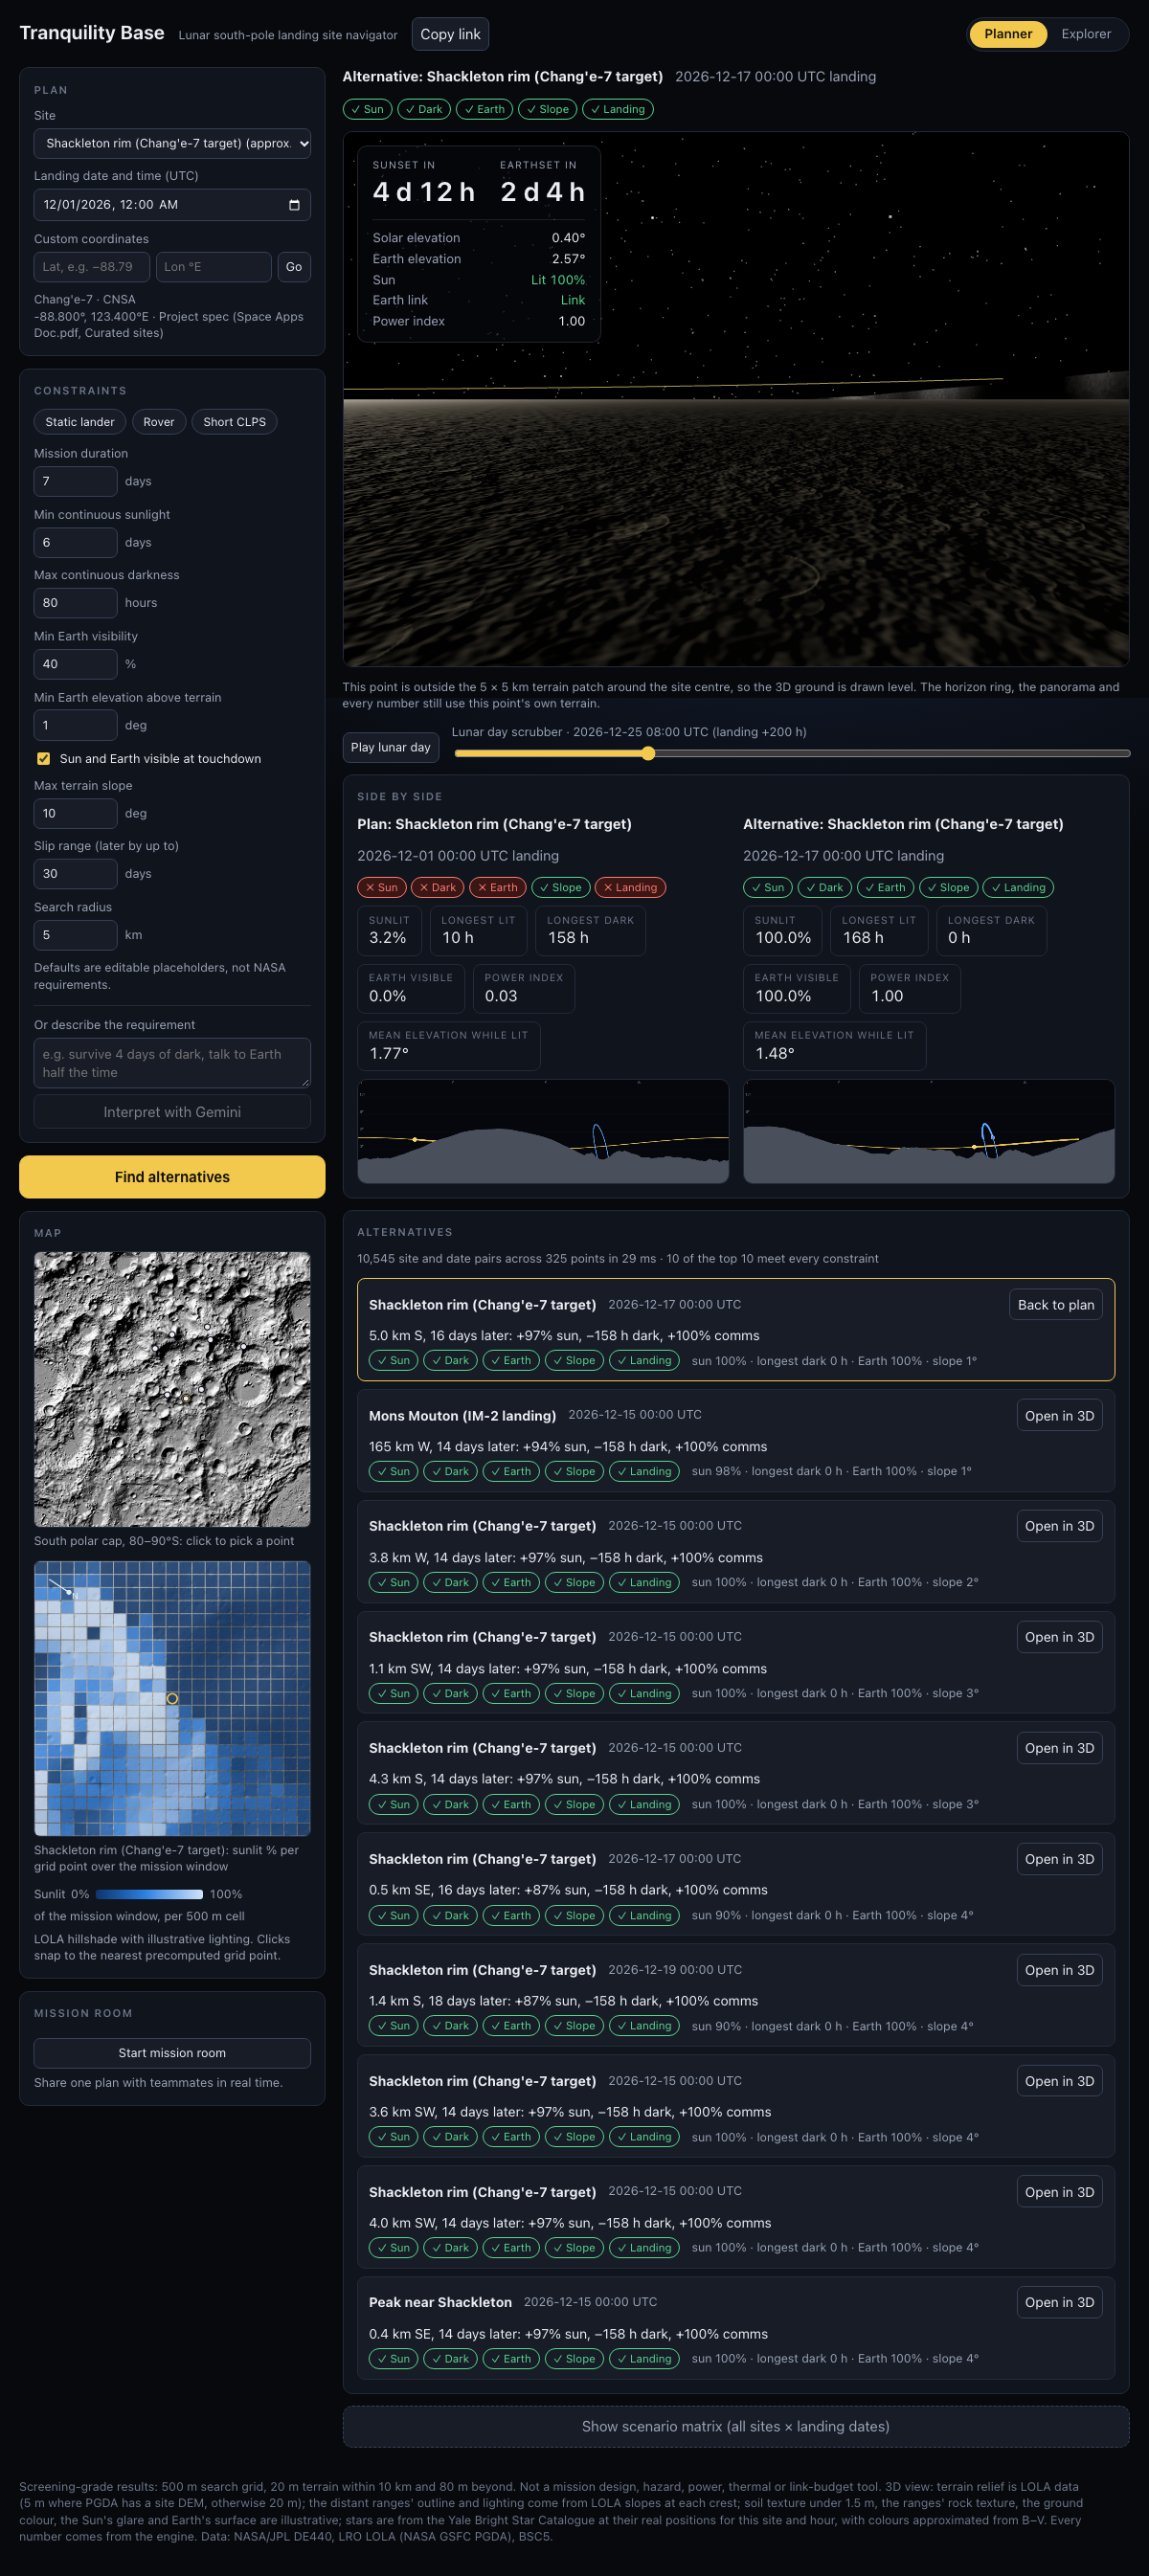 Tranquility Base
Lunar south-pole landing site navigator
Copy link
Planner
Explorer
PLAN
Site
Shackleton rim (Chang'e-7 target) (approx.
Landing date and time (UTC)
12/01/2026, 12:00 AM
Custom coordinates
Lat, e.g. −88.79
Lon °E
Go
Chang'e-7 · CNSA
-88.800°, 123.400°E · Project spec (Space Apps
Doc.pdf, Curated sites)
CONSTRAINTS
Static lander
Rover
Short CLPS
Mission duration
7 days
Min continuous sunlight
6 days
Max continuous darkness
80 hours
Min Earth visibility
40 %
Min Earth elevation above terrain
1 deg
Sun and Earth visible at touchdown
Max terrain slope
10 deg
Slip range (later by up to)
30 days
Search radius
5 km
Defaults are editable placeholders, not NASA
requirements.
Or describe the requirement
e.g. survive 4 days of dark, talk to Earth
half the time
Interpret with Gemini
Find alternatives
MAP
South polar cap, 80–90°S: click to pick a point
N
Shackleton rim (Chang'e-7 target): sunlit % per
grid point over the mission window
Sunlit 0% 100%
of the mission window, per 500 m cell
LOLA hillshade with illustrative lighting. Clicks
snap to the nearest precomputed grid point.
MISSION ROOM
Start mission room
Share one plan with teammates in real time.
Alternative: Shackleton rim (Chang'e-7 target) 2026-12-17 00:00 UTC landing
✓ Sun ✓ Dark ✓ Earth ✓ Slope ✓ Landing
SUNSET IN EARTHSET IN
4 d 12 h 2 d 4 h
Solar elevation 0.40°
Earth elevation 2.57°
Sun Lit 100%
Earth link Link
Power index 1.00
This point is outside the 5 × 5 km terrain patch around the site centre, so the 3D ground is drawn level. The horizon ring, the panorama and
every number still use this point's own terrain.
Play lunar day
Lunar day scrubber · 2026-12-25 08:00 UTC (landing +200 h)
SIDE BY SIDE
Plan: Shackleton rim (Chang'e-7 target)
2026-12-01 00:00 UTC landing
✕ Sun ✕ Dark ✕ Earth ✓ Slope ✕ Landing
SUNLIT LONGEST LIT LONGEST DARK
3.2% 10 h 158 h
EARTH VISIBLE POWER INDEX
0.0% 0.03
MEAN ELEVATION WHILE LIT
1.77°
Alternative: Shackleton rim (Chang'e-7 target)
2026-12-17 00:00 UTC landing
✓ Sun ✓ Dark ✓ Earth ✓ Slope ✓ Landing
SUNLIT LONGEST LIT LONGEST DARK
100.0% 168 h 0 h
EARTH VISIBLE POWER INDEX
100.0% 1.00
MEAN ELEVATION WHILE LIT
1.48°
ALTERNATIVES
10,545 site and date pairs across 325 points in 29 ms · 10 of the top 10 meet every constraint
Shackleton rim (Chang'e-7 target) 2026-12-17 00:00 UTC
Back to plan
5.0 km S, 16 days later: +97% sun, −158 h dark, +100% comms
✓ Sun ✓ Dark ✓ Earth ✓ Slope ✓ Landing sun 100% · longest dark 0 h · Earth 100% · slope 1°
Mons Mouton (IM-2 landing) 2026-12-15 00:00 UTC
Open in 3D
165 km W, 14 days later: +94% sun, −158 h dark, +100% comms
✓ Sun ✓ Dark ✓ Earth ✓ Slope ✓ Landing sun 98% · longest dark 0 h · Earth 100% · slope 1°
Shackleton rim (Chang'e-7 target) 2026-12-15 00:00 UTC
Open in 3D
3.8 km W, 14 days later: +97% sun, −158 h dark, +100% comms
✓ Sun ✓ Dark ✓ Earth ✓ Slope ✓ Landing sun 100% · longest dark 0 h · Earth 100% · slope 2°
Shackleton rim (Chang'e-7 target) 2026-12-15 00:00 UTC
Open in 3D
1.1 km SW, 14 days later: +97% sun, −158 h dark, +100% comms
✓ Sun ✓ Dark ✓ Earth ✓ Slope ✓ Landing sun 100% · longest dark 0 h · Earth 100% · slope 3°
Shackleton rim (Chang'e-7 target) 2026-12-15 00:00 UTC
Open in 3D
4.3 km S, 14 days later: +97% sun, −158 h dark, +100% comms
✓ Sun ✓ Dark ✓ Earth ✓ Slope ✓ Landing sun 100% · longest dark 0 h · Earth 100% · slope 3°
Shackleton rim (Chang'e-7 target) 2026-12-17 00:00 UTC
Open in 3D
0.5 km SE, 16 days later: +87% sun, −158 h dark, +100% comms
✓ Sun ✓ Dark ✓ Earth ✓ Slope ✓ Landing sun 90% · longest dark 0 h · Earth 100% · slope 4°
Shackleton rim (Chang'e-7 target) 2026-12-19 00:00 UTC
Open in 3D
1.4 km S, 18 days later: +87% sun, −158 h dark, +100% comms
✓ Sun ✓ Dark ✓ Earth ✓ Slope ✓ Landing sun 90% · longest dark 0 h · Earth 100% · slope 4°
Shackleton rim (Chang'e-7 target) 2026-12-15 00:00 UTC
Open in 3D
3.6 km SW, 14 days later: +97% sun, −158 h dark, +100% comms
✓ Sun ✓ Dark ✓ Earth ✓ Slope ✓ Landing sun 100% · longest dark 0 h · Earth 100% · slope 4°
Shackleton rim (Chang'e-7 target) 2026-12-15 00:00 UTC
Open in 3D
4.0 km SW, 14 days later: +97% sun, −158 h dark, +100% comms
✓ Sun ✓ Dark ✓ Earth ✓ Slope ✓ Landing sun 100% · longest dark 0 h · Earth 100% · slope 4°
Peak near Shackleton 2026-12-15 00:00 UTC
Open in 3D
0.4 km SE, 14 days later: +97% sun, −158 h dark, +100% comms
✓ Sun ✓ Dark ✓ Earth ✓ Slope ✓ Landing sun 100% · longest dark 0 h · Earth 100% · slope 4°
Show scenario matrix (all sites × landing dates)
Screening-grade results: 500 m search grid, 20 m terrain within 10 km and 80 m beyond. Not a mission design, hazard, power, thermal or link-budget tool. 3D view: terrain relief is LOLA data
(5 m where PGDA has a site DEM, otherwise 20 m); the distant ranges' outline and lighting come from LOLA slopes at each crest; soil texture under 1.5 m, the ranges' rock texture, the ground
colour, the Sun's glare and Earth's surface are illustrative; stars are from the Yale Bright Star Catalogue at their real positions for this site and hour, with colours approximated from B−V. Every
number comes from the engine. Data: NASA/JPL DE440, LRO LOLA (NASA GSFC PGDA), BSC5.